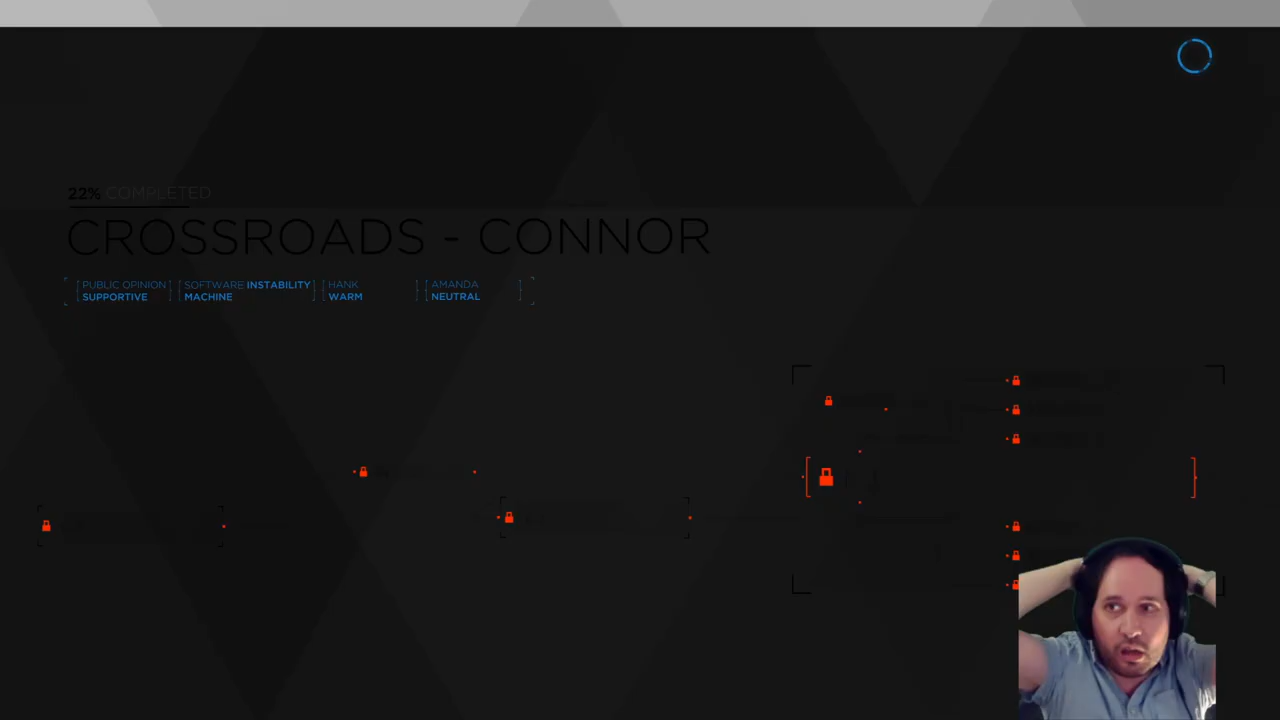 22% COMPLETED
CROSSROADS - CONNOR
PUBLIC OPINION SOFTWARE INSTABILITY HANK AMANDA
SUPPORTIVE MACHINE WARM NEUTRAL